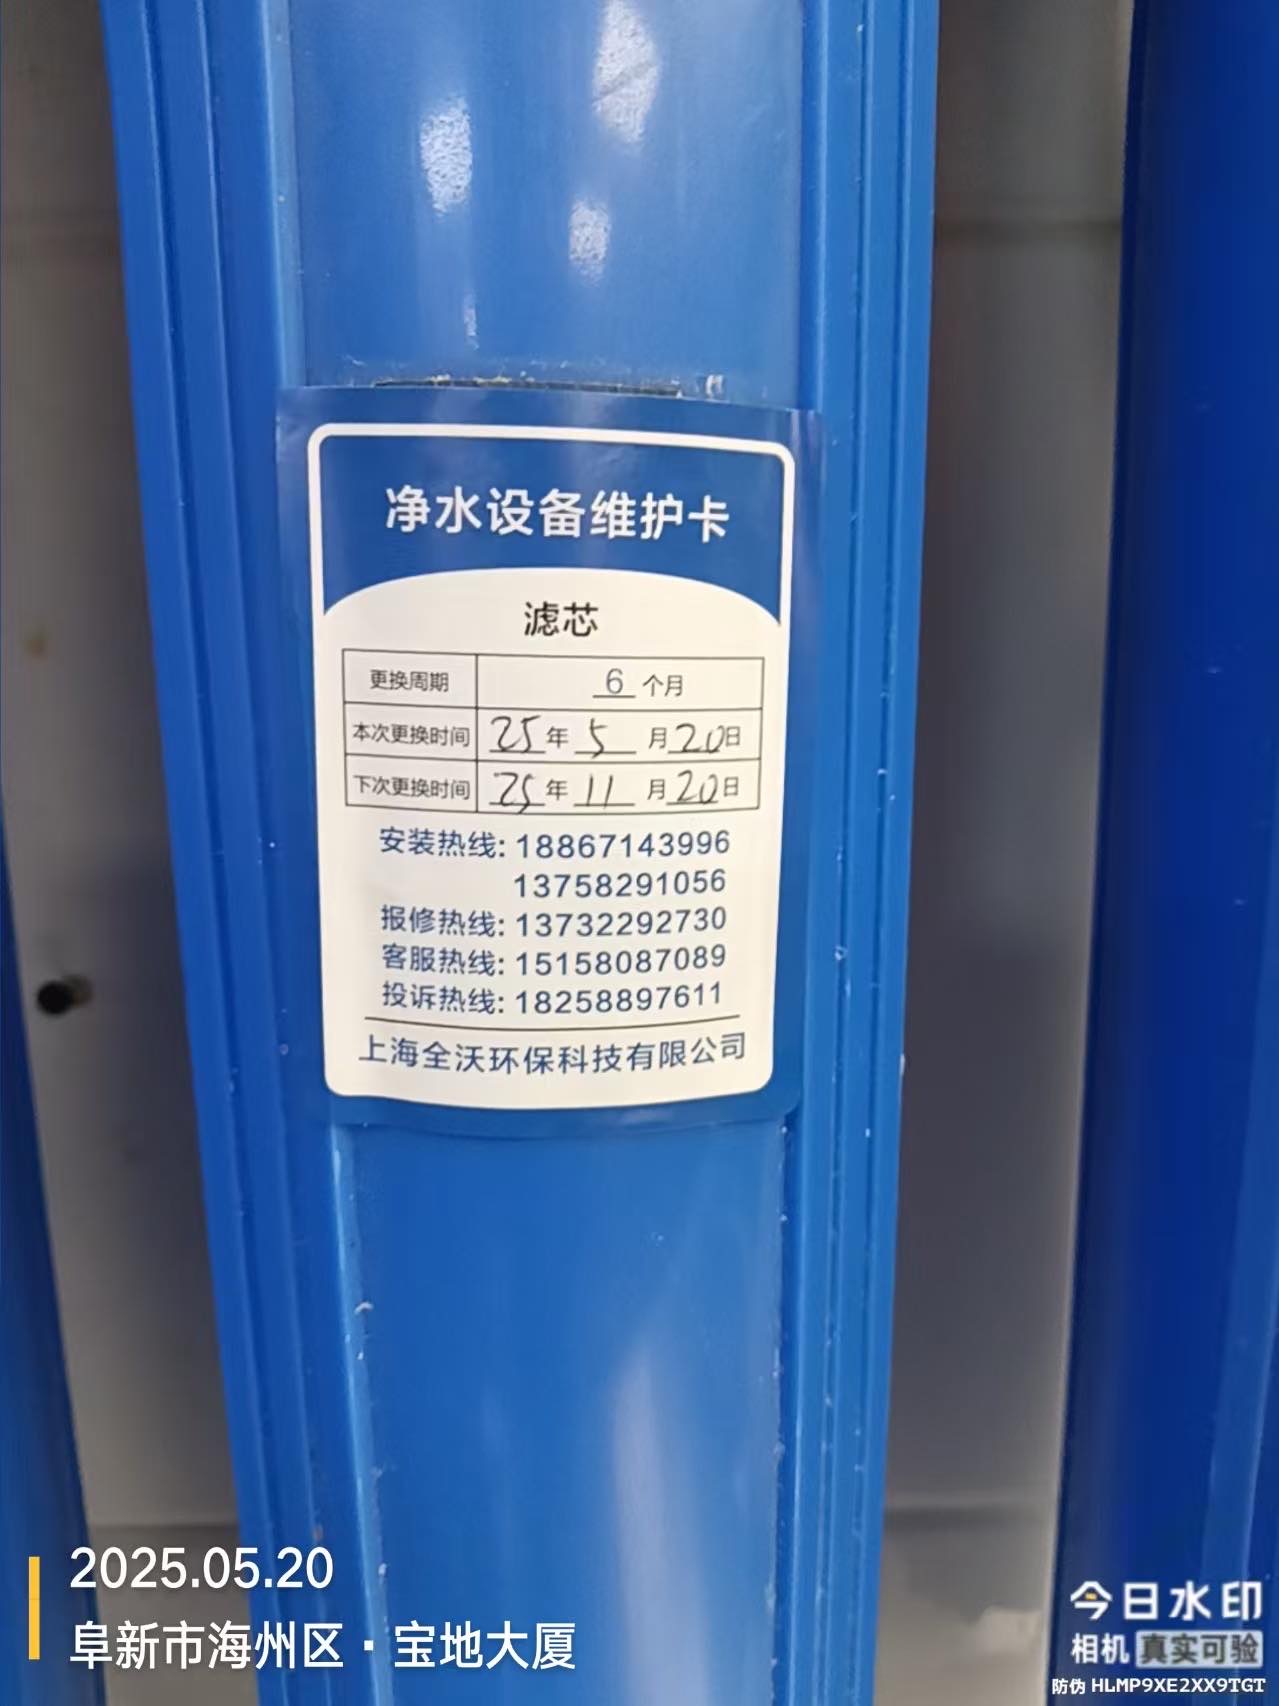 净水设备维护卡
滤芯
更换周期 6 个月
本次更换时间 25 年 5 月 20 日
下次更换时间 25 年 11 月 20 日
安装热线: 18867143996
13758291056
报修热线: 13732292730
客服热线: 15158087089
投诉热线: 18258897611
上海全沃环保科技有限公司
2025.05.20
阜新市海州区·宝地大厦
今日水印
相机 真实可验
防伪 HLMP9XE2XX9TGT